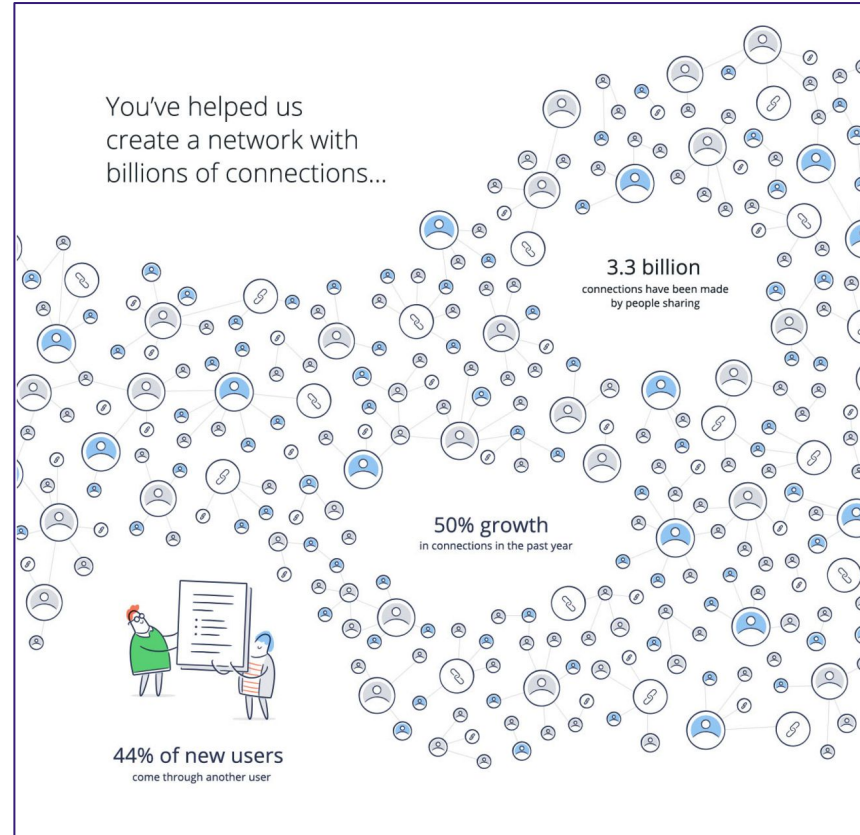 You’ve helped us
create a network with
billions of connections...
3.3 billion
connections have been made
by people sharing
50% growth
in connections in the past year
44% of new users
come through another user